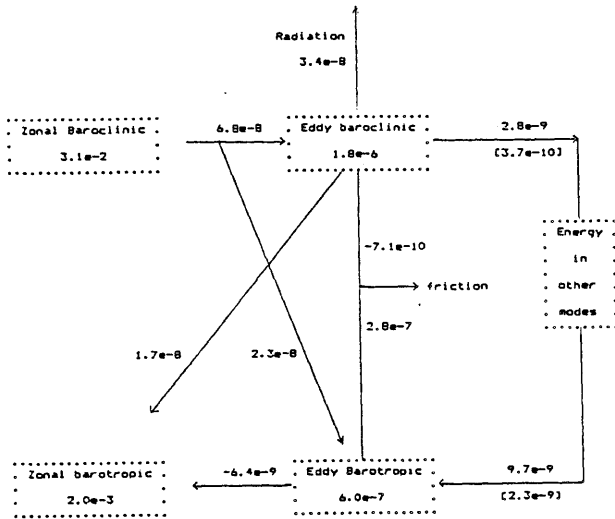 Radiation
3.4e-8
Zonal Baroclinic
3.1e-2
6.8e-8
Eddy baroclinic
1.8e-6
2.8e-9
[3.7e-10]
Energy
in
other
modes
-7.1e-10
friction
2.8e-7
1.7e-8
2.3e-8
Zonal barotropic
2.0e-3
-6.4e-9
Eddy Barotropic
6.0e-7
9.7e-9
[2.3e-9]